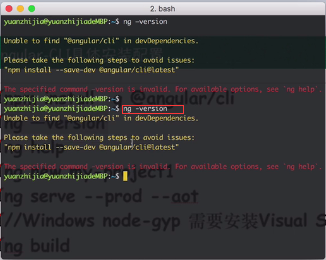 2. bash
yuanzhijia@yuanzhijiadeMBP:~$ ng -version
Unable to find "@angular/cli" in devDependencies.
Please take the following steps to avoid issues:
"npm install --save-dev @angular/cli@latest"
The specified command -version is invalid. For available options, see `ng help`.
yuanzhijia@yuanzhijiadeMBP:~$
yuanzhijia@yuanzhijiadeMBP:~$ ng -version
Unable to find "@angular/cli" in devDependencies.
Please take the following steps to avoid issues:
"npm install --save-dev @angular/cli@latest"
The specified command -version is invalid. For available options, see `ng help`.
yuanzhijia@yuanzhijiadeMBP:~$
@angular/cli
ng serve --prod --aot
//Windows node-gyp 需要安装Visual S
ng build